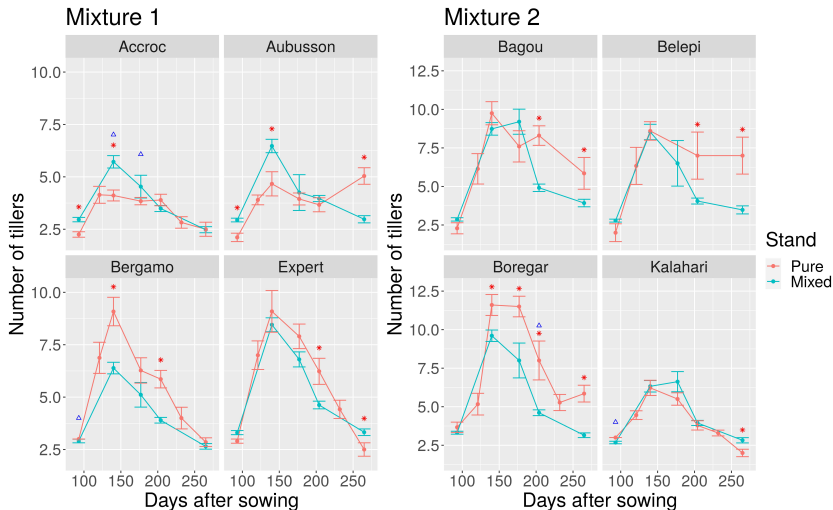 Mixture 1
Mixture 2
Accroc
Aubusson
Bagou
Belepi
10.0
7.5
5.0
2.5
12.5
10.0
7.5
5.0
2.5
Number of tillers
Number of tillers
Stand
Pure
Mixed
Bergamo
Expert
Boregar
Kalahari
10.0
7.5
5.0
2.5
12.5
10.0
7.5
5.0
2.5
100 150 200 250 100 150 200 250
100 150 200 250 100 150 200 250
Days after sowing
Days after sowing